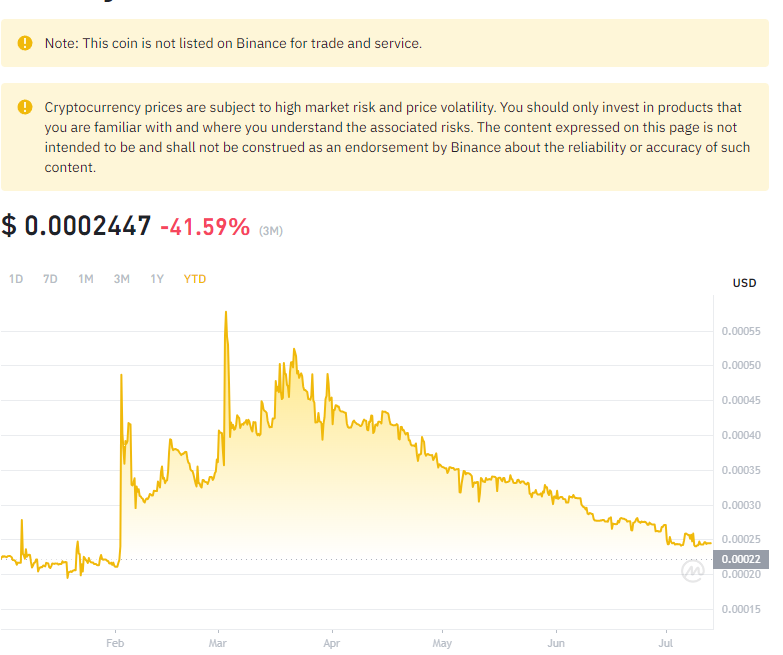 Note: This coin is not listed on Binance for trade and service.
Cryptocurrency prices are subject to high market risk and price volatility. You should only invest in products that
you are familiar with and where you understand the associated risks. The content expressed on this page is not
intended to be and shall not be construed as an endorsement by Binance about the reliability or accuracy of such
content.
$ 0.0002447 -41.59% (3M)
1D 7D 1M 3M 1Y YTD
USD
0.00055
0.00050
0.00045
0.00040
0.00035
0.00030
0.00025
0.00022
0.00020
0.00015
Feb Mar Apr May Jun Jul